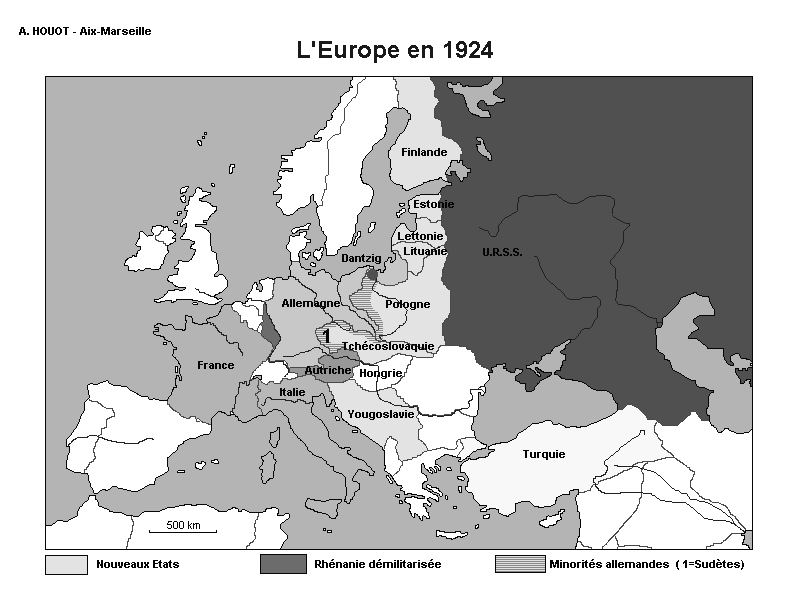 A. HOUOT - Aix-Marseille
L'Europe en 1924
Finlande
Estonie
Lettonie
Lituanie
U.R.S.S.
Dantzig
Allemagne
Pologne
1
Tchécoslovaquie
France
Autriche
Hongrie
Italie
Yougoslavie
Turquie
500 km
Nouveaux Etats
Rhénanie démilitarisée
Minorités allemandes ( 1=Sudètes)